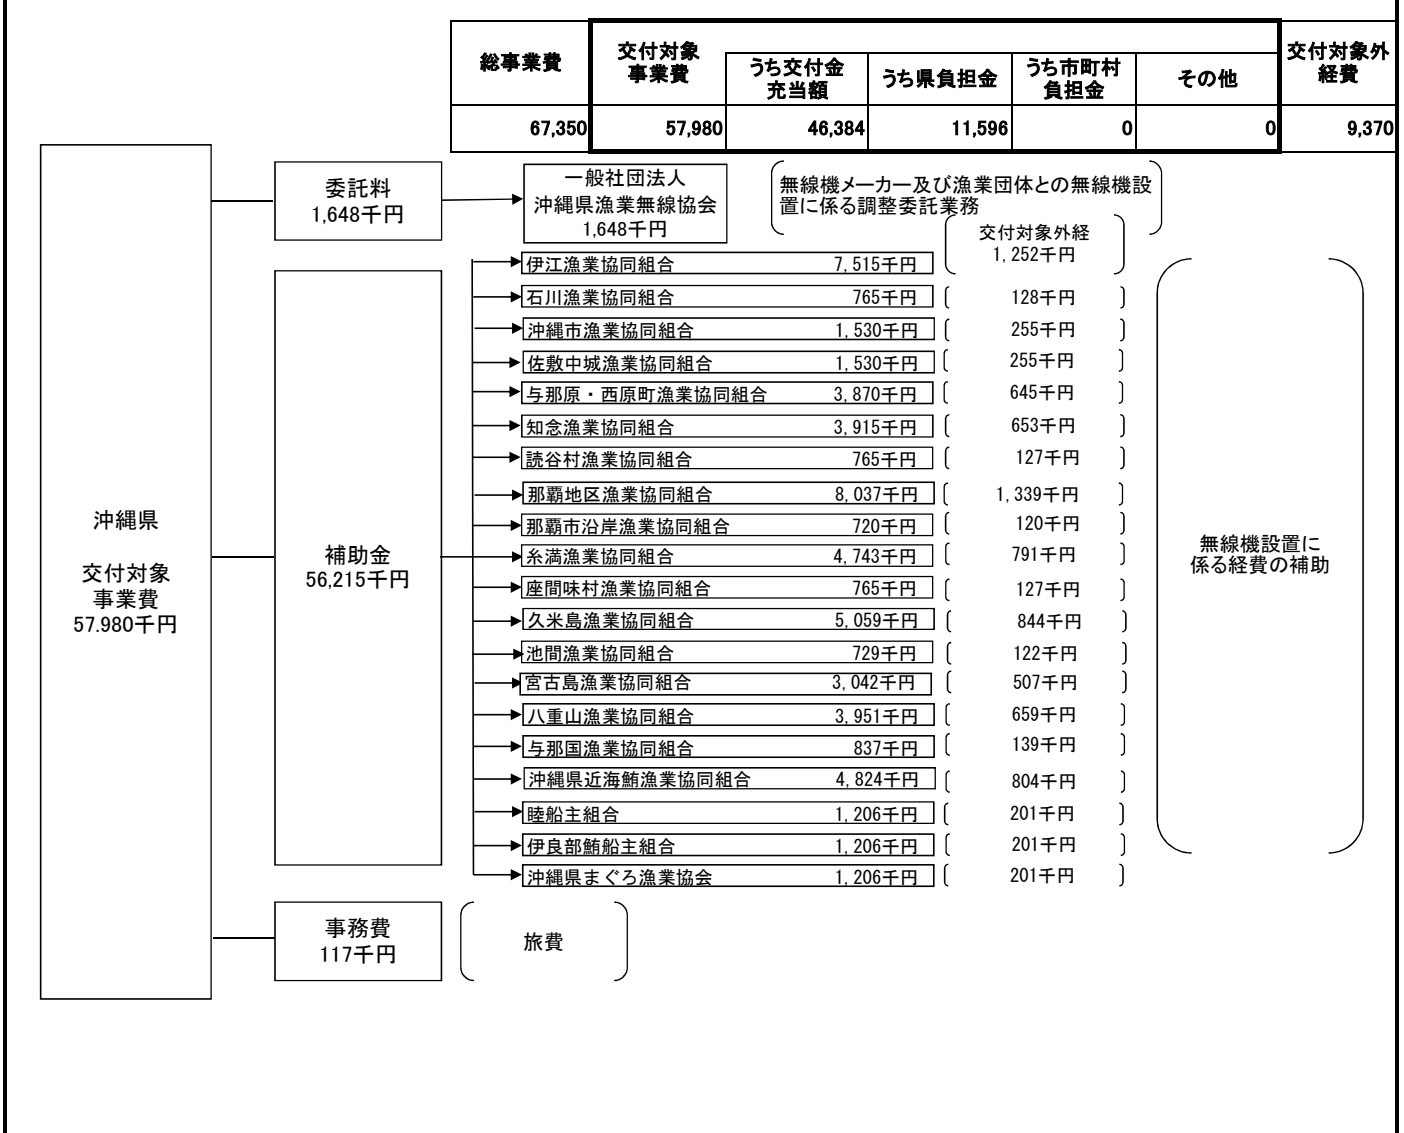 総事業費
交付対象
事業費
うち交付金
充当額
うち県負担金
うち市町村
負担金
その他
交付対象外
経費
67,350 57,980 46,384 11,596 0 0 9,370
沖縄県
交付対象
事業費
57.980千円
委託料
1,648千円
一般社団法人
沖縄県漁業無線協会
1,648千円
無線機メーカー及び漁業団体との無線機設
置に係る調整委託業務
補助金
56,215千円
交付対象外経
伊江漁業協同組合 7,515千円 1,252千円
石川漁業協同組合 765千円 128千円
沖縄市漁業協同組合 1,530千円 255千円
佐敷中城漁業協同組合 1,530千円 255千円
与那原・西原町漁業協同組合 3,870千円 645千円
知念漁業協同組合 3,915千円 653千円
読谷村漁業協同組合 765千円 127千円
那覇地区漁業協同組合 8,037千円 1,339千円
那覇市沿岸漁業協同組合 720千円 120千円
糸満漁業協同組合 4,743千円 791千円
座間味村漁業協同組合 765千円 127千円
久米島漁業協同組合 5,059千円 844千円
池間漁業協同組合 729千円 122千円
宮古島漁業協同組合 3,042千円 507千円
八重山漁業協同組合 3,951千円 659千円
与那国漁業協同組合 837千円 139千円
沖縄県近海鮪漁業協同組合 4,824千円 804千円
睦船主組合 1,206千円 201千円
伊良部鮪船主組合 1,206千円 201千円
沖縄県まぐろ漁業協会 1,206千円 201千円
無線機設置に
係る経費の補助
事務費
117千円
旅費